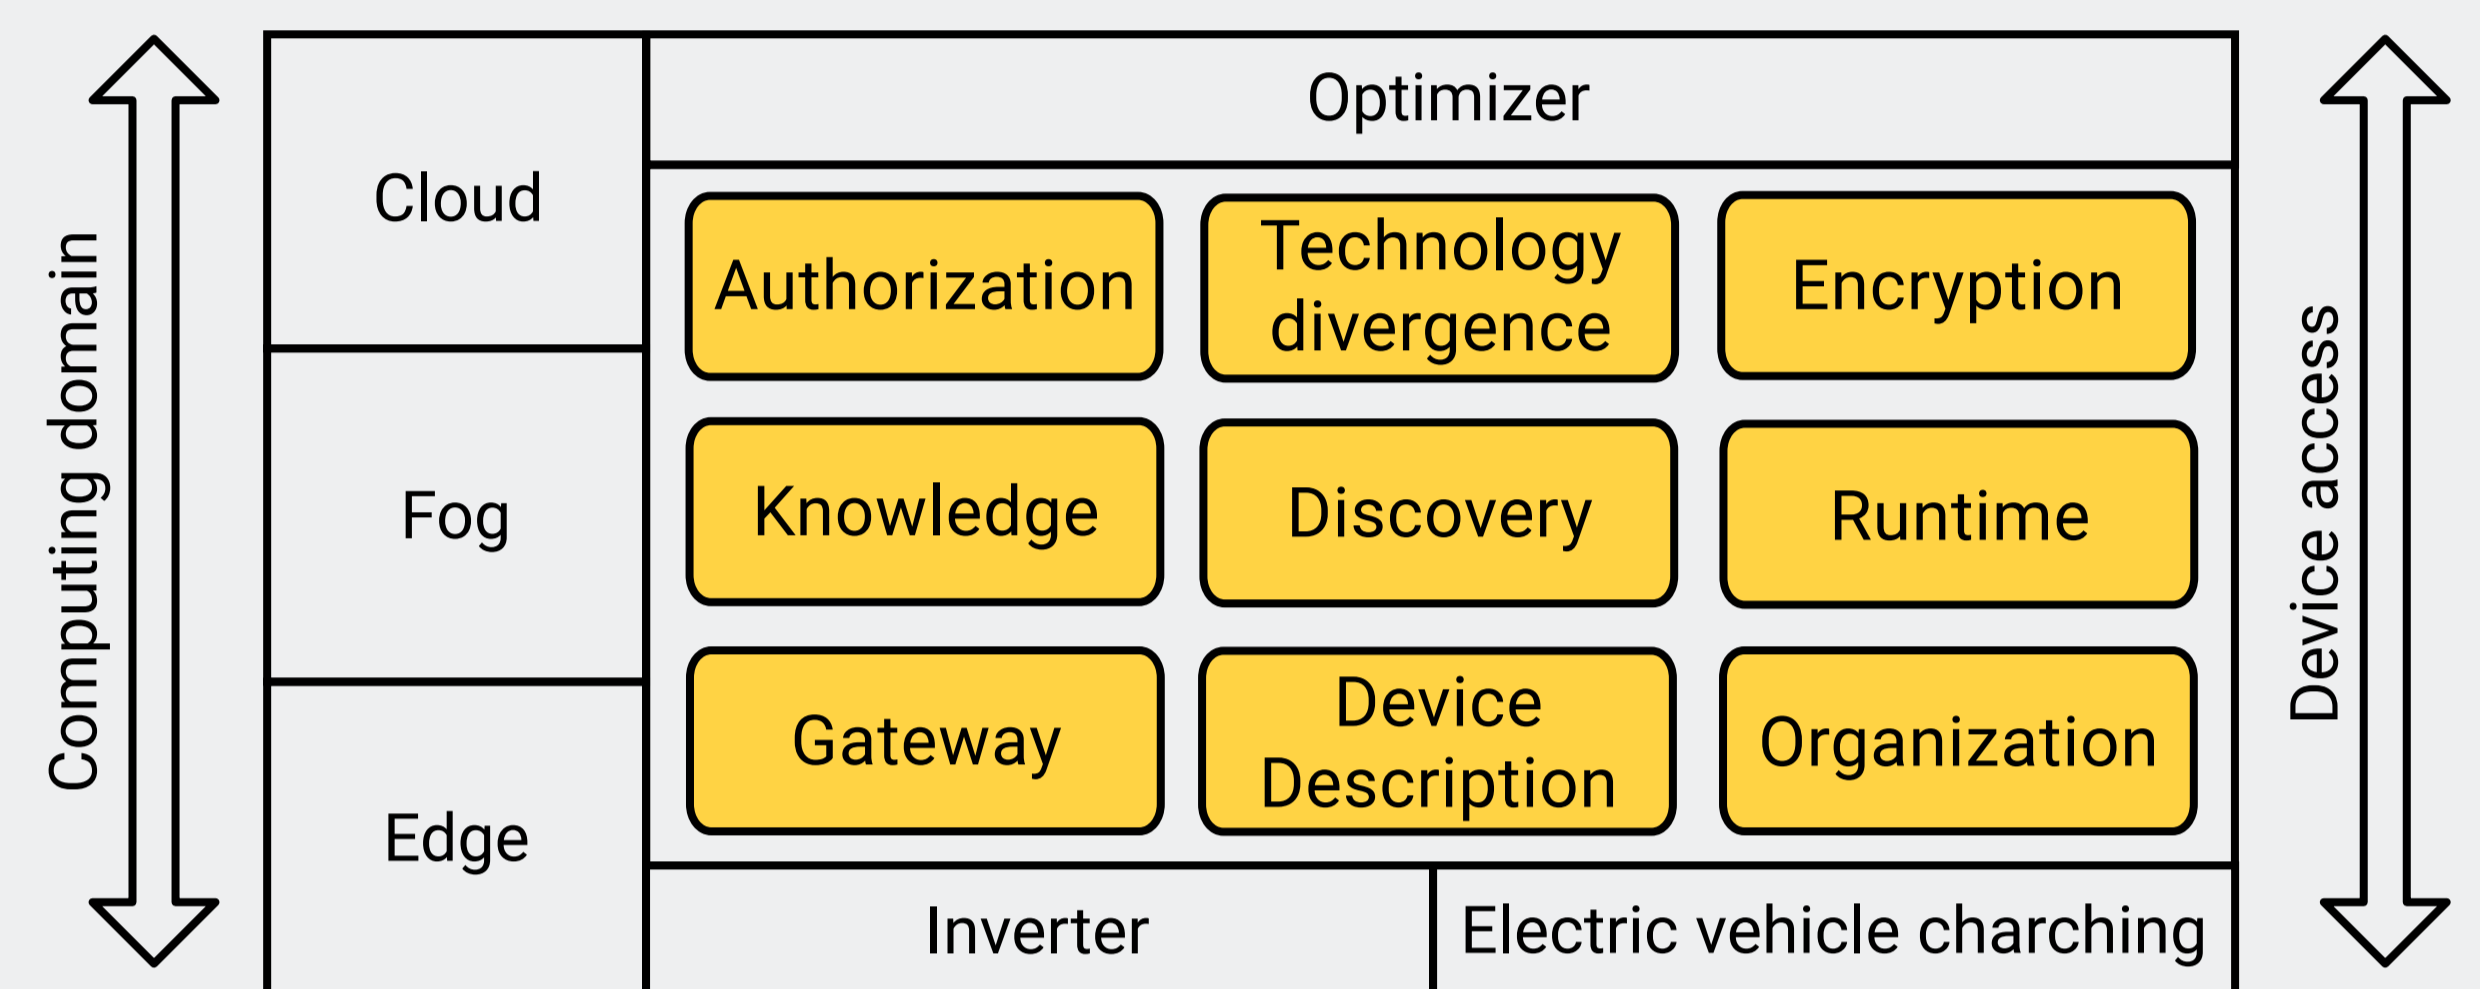 Computing domain
Cloud
Fog
Edge
Optimizer
Authorization
Technology
divergence
Encryption
Knowledge
Discovery
Runtime
Gateway
Device
Description
Organization
Inverter
Electric vehicle charching
Device access